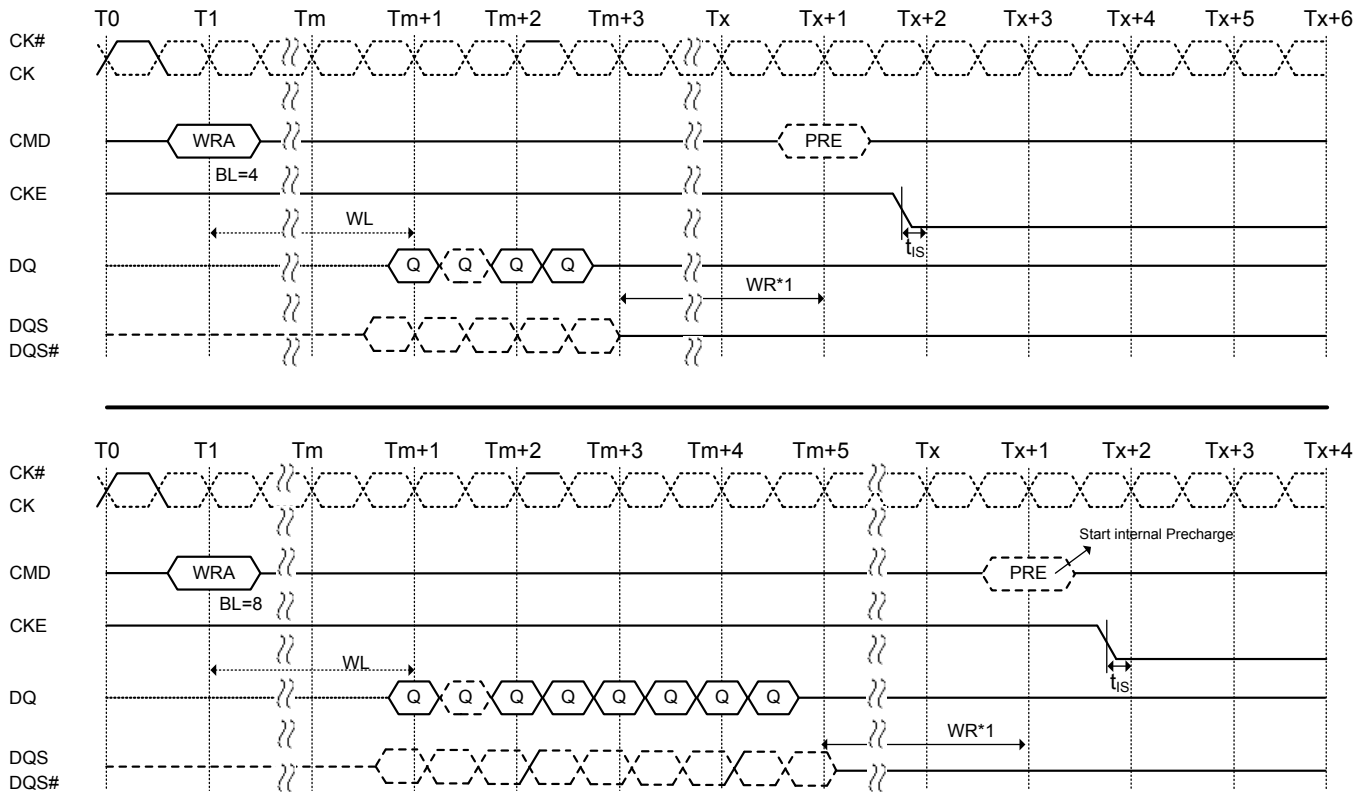 T0 T1 Tm Tm+1 Tm+2 Tm+3 Tx Tx+1 Tx+2 Tx+3 Tx+4 Tx+5 Tx+6
CK#
CK
CMD WRA PRE
BL=4
CKE
WL
tIS
DQ Q Q Q Q
WR*1
DQS
DQS#
T0 T1 Tm Tm+1 Tm+2 Tm+3 Tm+4 Tm+5 Tx Tx+1 Tx+2 Tx+3 Tx+4
CK#
CK
Start internal Precharge
CMD WRA PRE
BL=8
CKE
WL
tIS
DQ Q Q Q Q Q Q Q Q
WR*1
DQS
DQS#